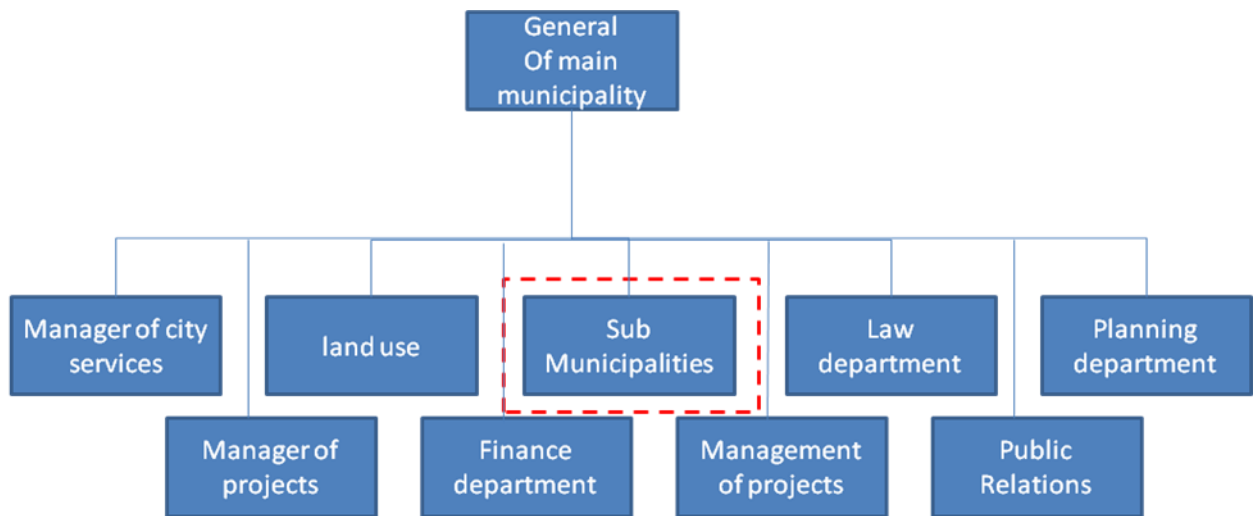 General
Of main
municipality
Manager of city
services
land use
Sub
Municipalities
Law
department
Planning
department
Manager of
projects
Finance
department
Management
of projects
Public
Relations